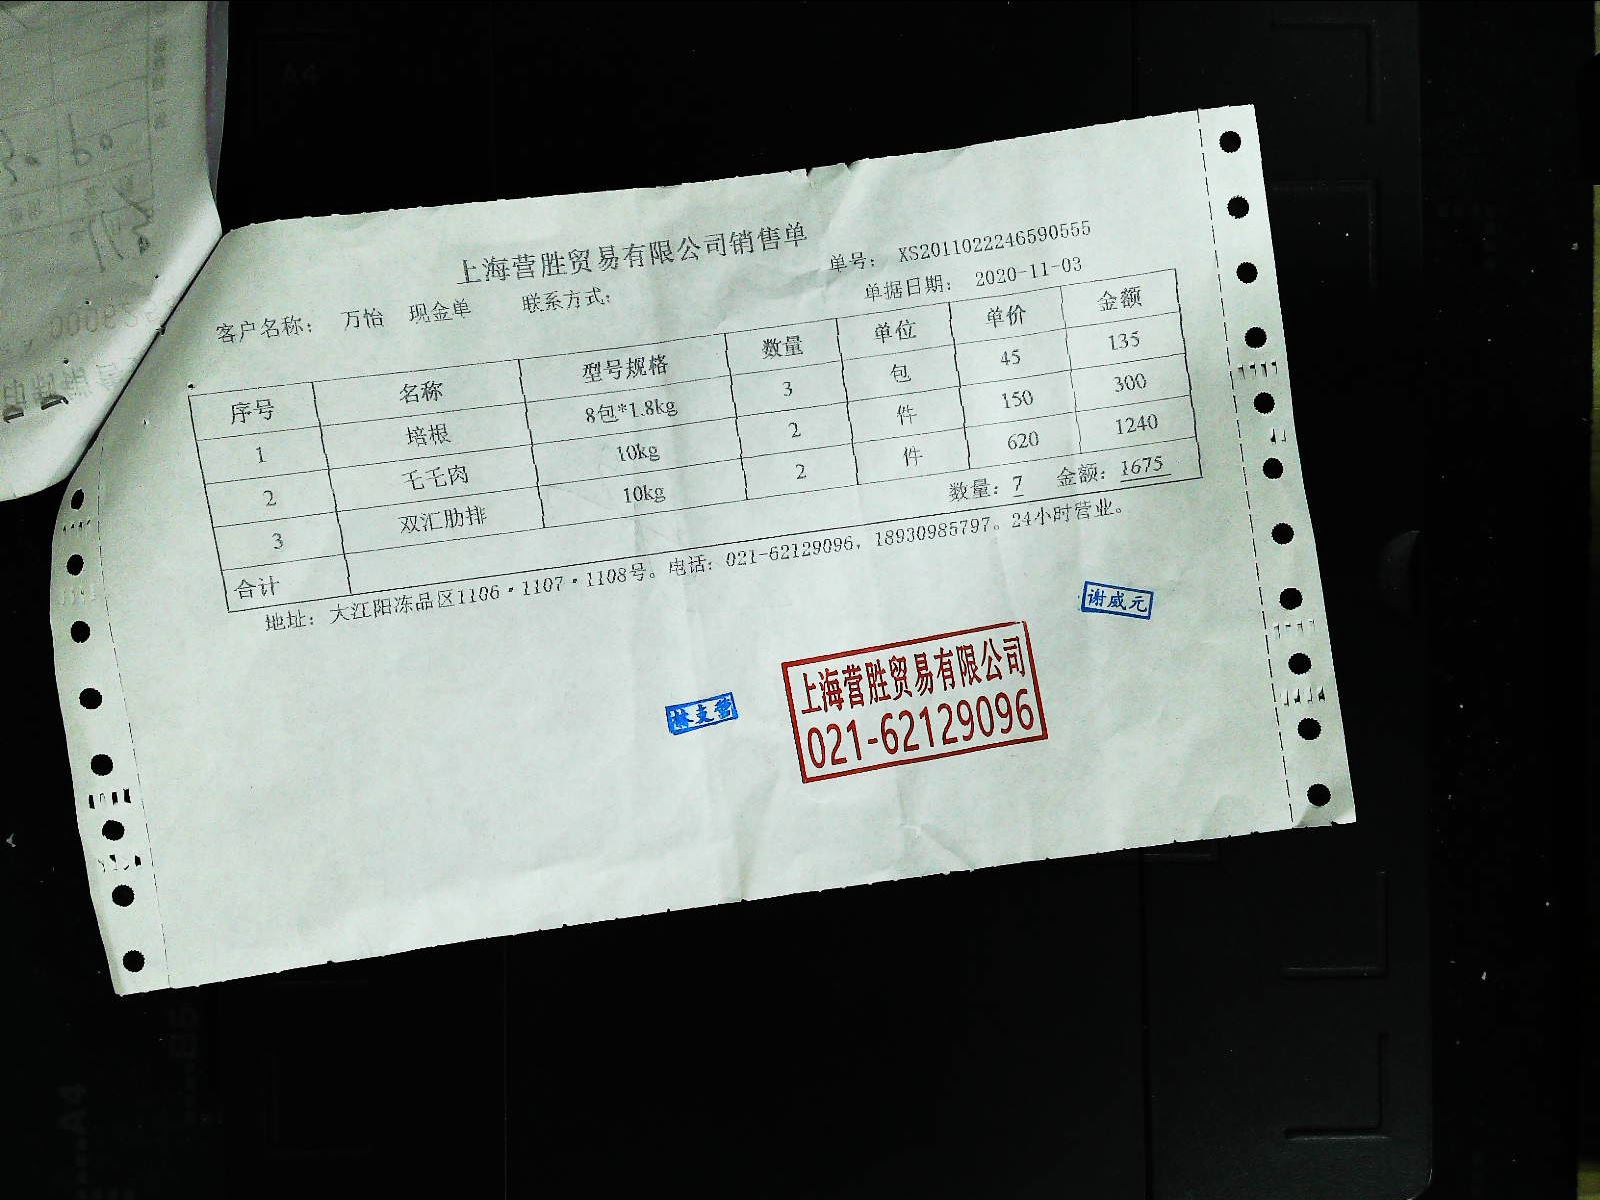 上海营胜贸易有限公司销售单
单号： XS2011022246590555
客户名称： 万怡 现金单 联系方式： 单据日期： 2020-11-03
序号 名称 型号规格 数量 单位 单价 金额
1 培根 8包*1.8kg 3 包 45 135
2 乇乇肉 10kg 2 件 150 300
3 双汇肋排 10kg 2 件 620 1240
合计 数量：7 金额：1675
地址： 大江阳冻品区1106·1107·1108号。电话：021-62129096，18930985797。24小时营业。
谢威元
林支营
上海营胜贸易有限公司
021-62129096
A4
B5
A4